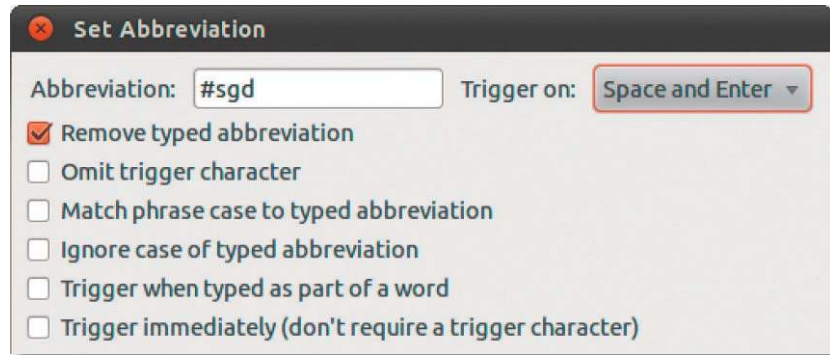 Set Abbreviation
Abbreviation: #sgd Trigger on: Space and Enter
Remove typed abbreviation
Omit trigger character
Match phrase case to typed abbreviation
Ignore case of typed abbreviation
Trigger when typed as part of a word
Trigger immediately (don't require a trigger character)